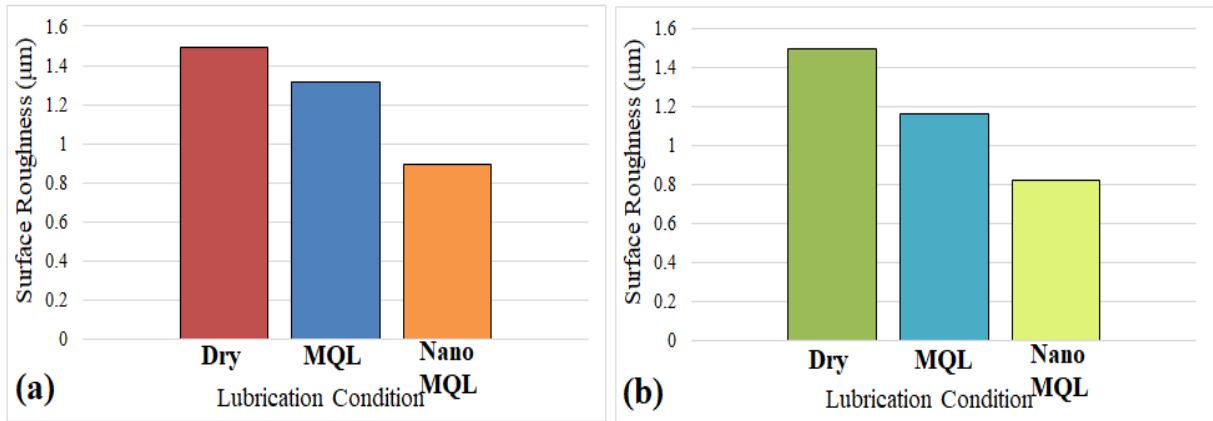 Surface Roughness (μm)
1.6
1.4
1.2
1
0.8
0.6
0.4
0.2
0
Dry
MQL
Nano
MQL
(a)
Lubrication Condition
Surface Roughness (μm)
1.6
1.4
1.2
1
0.8
0.6
0.4
0.2
0
Dry
MQL
Nano
MQL
(b)
Lubrication Condition